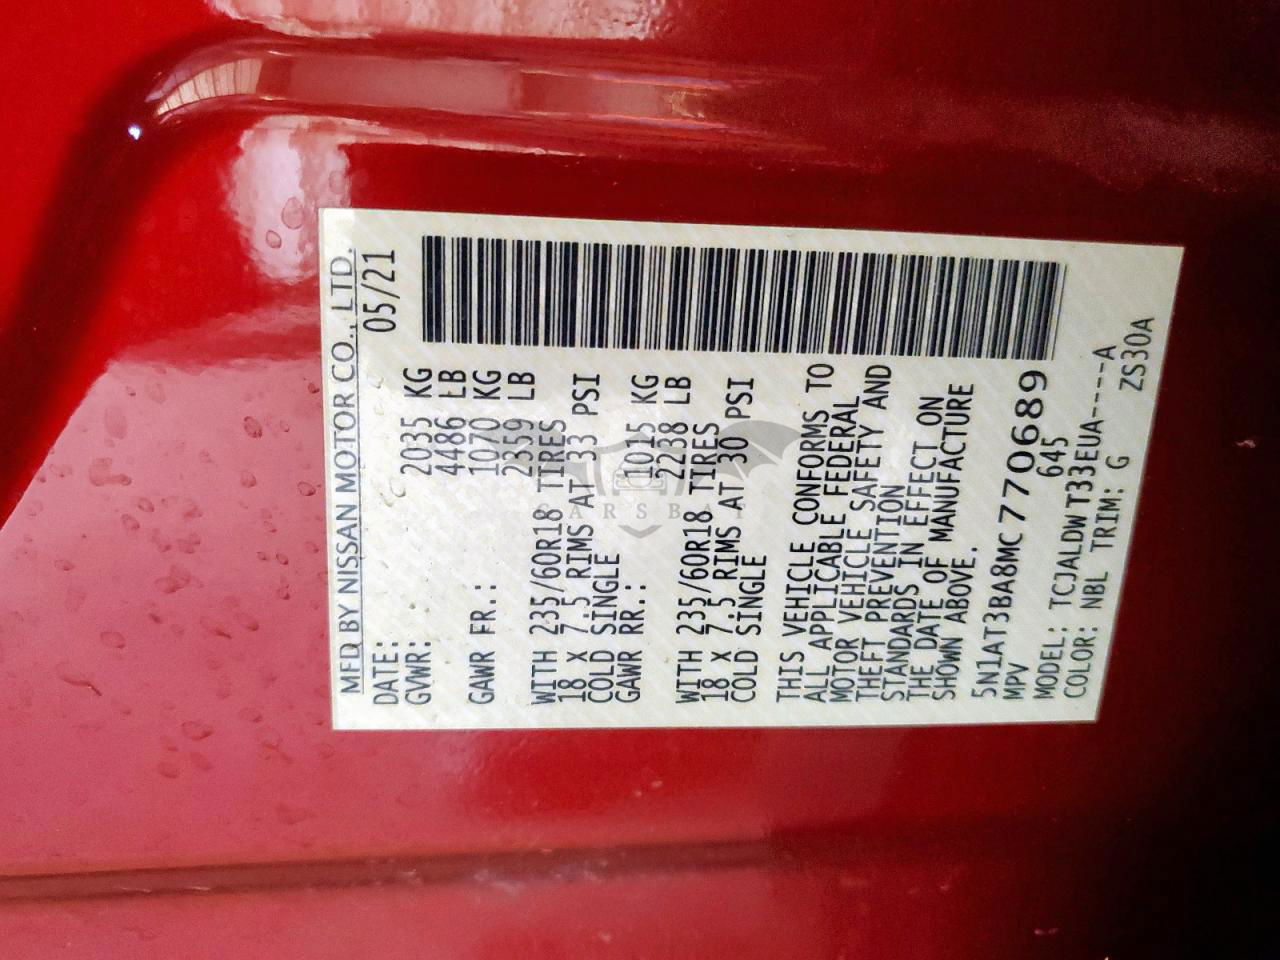 MFD BY NISSAN MOTOR CO., LTD.
DATE: 05/21
GVWR: 2035 KG
4486 LB
GAWR FR.: 1070 KG
2359 LB
WITH 235/60R18 TIRES
18 X 7.5 RIMS AT 33 PSI
COLD SINGLE
GAWR RR.: 1015 KG
2238 LB
WITH 235/60R18 TIRES
18 X 7.5 RIMS AT 30 PSI
COLD SINGLE
THIS VEHICLE CONFORMS TO
ALL APPLICABLE FEDERAL
MOTOR VEHICLE SAFETY AND
THEFT PREVENTION
STANDARDS IN EFFECT ON
THE DATE OF MANUFACTURE
SHOWN ABOVE.
5N1AT3BA8MC770689
MPV 645
MODEL: TCJALDWT33EUA-----A
COLOR: NBL TRIM: G ZS30A
CARSBAT